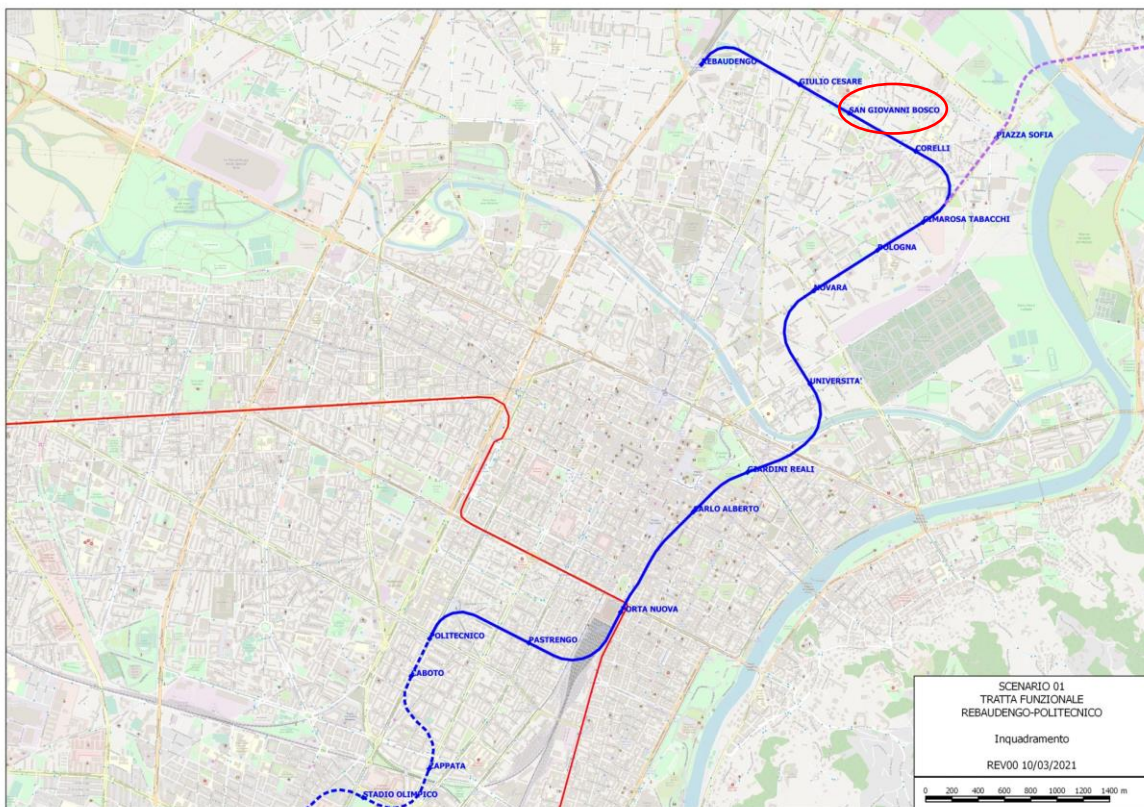 REBAUDENGO
GIULIO CESARE
SAN GIOVANNI BOSCO
CORELLI
PIAZZA SOFIA
CIMAROSA TABACCHI
BOLOGNA
NOVARA
UNIVERSITA'
GIARDINI REALI
CARLO ALBERTO
PORTA NUOVA
POLITECNICO
PASTRENGO
CABOTO
ZAPPATA
STADIO OLIMPICO
SCENARIO 01
TRATTA FUNZIONALE
REBAUDENGO-POLITECNICO
Inquadramento
REV00 10/03/2021
0 200 400 600 800 1000 1200 1400 m